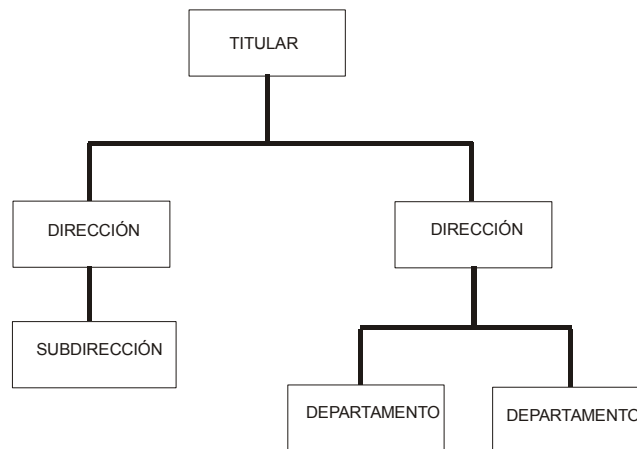 TITULAR
DIRECCIÓN
DIRECCIÓN
SUBDIRECCIÓN
DEPARTAMENTO
DEPARTAMENTO